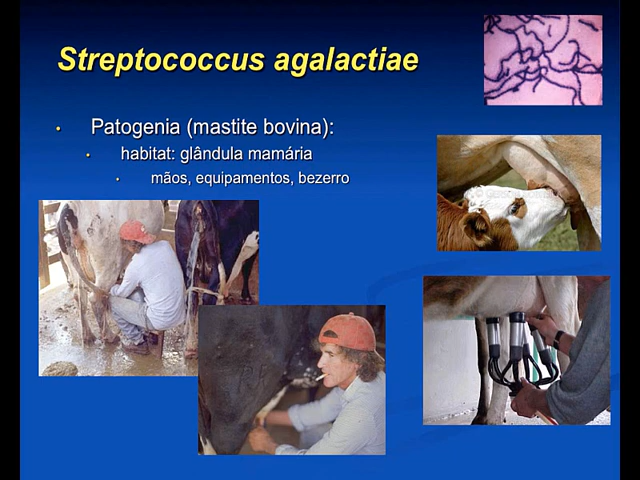 Streptococcus agalactiae
• Patogenia (mastite bovina):
• habitat: glândula mamária
• mãos, equipamentos, bezerro